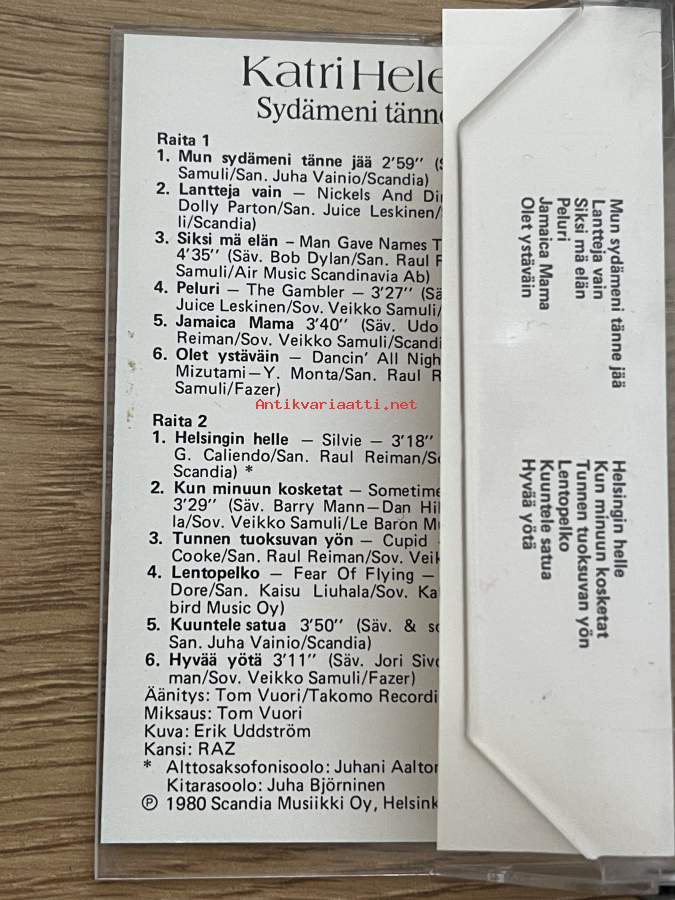 KatriHele
Sydämeni tänne
Raita 1
1. Mun sydämeni tänne jää 2’59’’
Samuli/San. Juha Vainio/Scandia)
2. Lantteja vain – Nickels And
Dolly Parton/San. Juice Leskinen/
li/Scandia)
3. Siksi mä elän – Man Gave Names
4’35’’ (Säv. Bob Dylan/San. Raul
Samuli/Air Music Scandinavia Ab)
4. Peluri – The Gambler – 3’27’’
Juice Leskinen/Sov. Veikko Samuli/
5. Jamaica Mama 3’40’’ (Säv. Udo
Reiman/Sov. Veikko Samuli/Scandi
6. Olet ystäväin – Dancin’ All Nigh
Mizutami–Y. Monta/San. Raul R
Samuli/Fazer)
Antikvariaatti.net
Raita 2
1. Helsingin helle – Silvie – 3’18’’
G. Caliendo/San. Raul Reiman/S
Scandia) *
2. Kun minuun kosketat – Sometime
3’29’’ (Säv. Barry Mann–Dan Hil
la/Sov. Veikko Samuli/Le Baron M
3. Tunnen tuoksuvan yön – Cupid
Cooke/San. Raul Reiman/Sov. Veik
4. Lentopelko – Fear Of Flying –
Dore/San. Kaisu Liuhala/Sov. Ka
bird Music Oy)
5. Kuuntele satua 3’50’’ (Säv. & s
San. Juha Vainio/Scandia)
6. Hyvää yötä 3’11’’ (Säv. Jori Siv
man/Sov. Veikko Samuli/Fazer)
Äänitys: Tom Vuori/Takomo Recordi
Miksaus: Tom Vuori
Kuva: Erik Uddström
Kansi: RAZ
* Alttosaksofonisoolo: Juhani Aalto
Kitarasoolo: Juha Björninen
Ⓟ 1980 Scandia Musiikki Oy, Helsink
Mun sydämeni tänne jää
Lantteja vain
Siksi mä elän
Peluri
Jamaica Mama
Olet ystäväin
Helsingin helle
Kun minuun kosketat
Tunnen tuoksuvan yön
Lentopelko
Kuuntele satua
Hyvää yötä